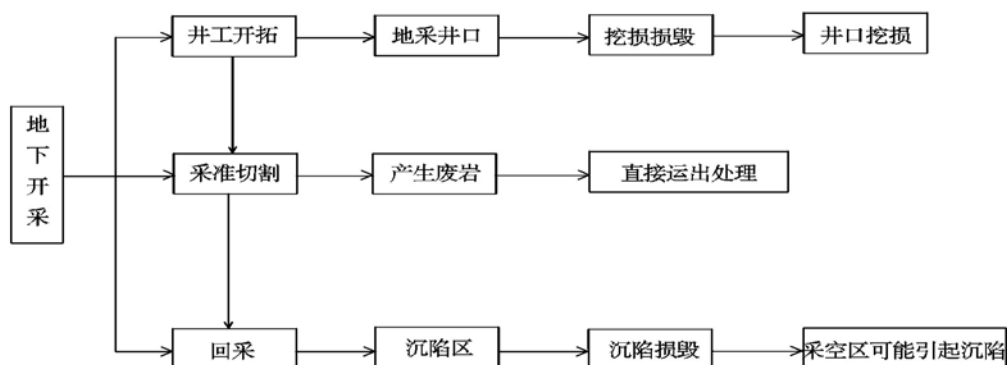 井工开拓
地采井口
挖损损毁
井口挖损
地下开采
采准切割
产生废岩
直接运出处理
回采
沉陷区
沉陷损毁
采空区可能引起沉陷